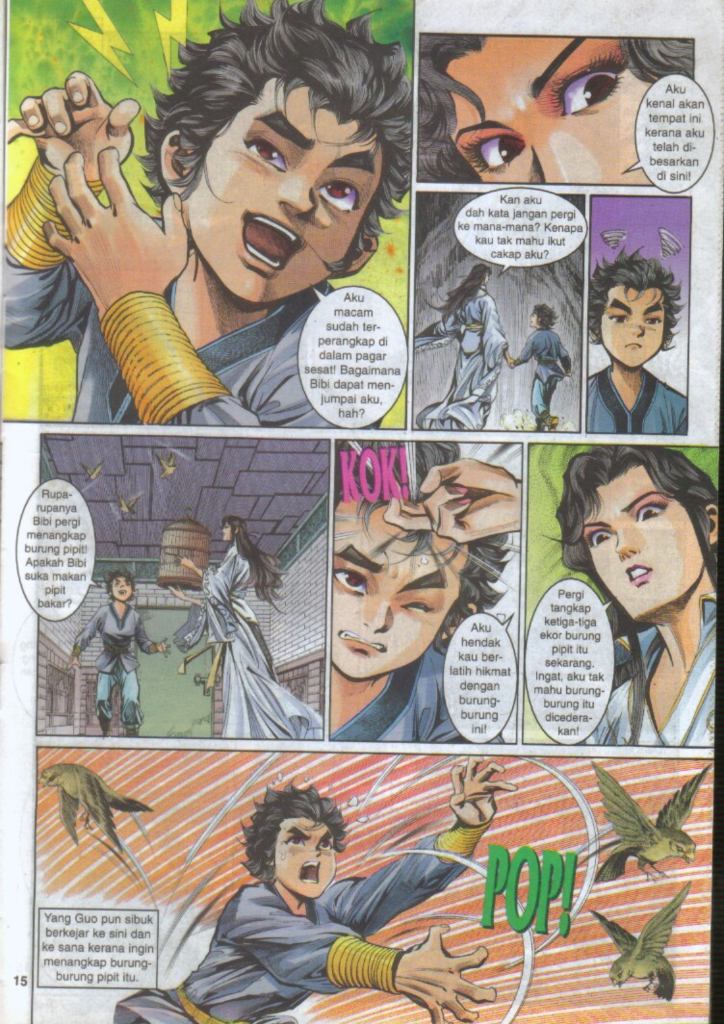 Aku
macam
sudah ter-
perangkap di
dalam pagar
sesat! Bagaimana
Bibi dapat men-
jumpai aku,
hah?
Aku
kenal akan
tempat ini
kerana aku
telah di-
besarkan
di sini!
Kan aku
dah kata jangan pergi
ke mana-mana? Kenapa
kau tak mahu ikut
cakap aku?
Rupa-
rupanya
Bibi pergi
menangkap
burung pipit!
Apakah Bibi
suka makan
pipit
bakar?
KOK!
Aku
hendak
kau ber-
latih hikmat
dengan
burung-
burung
ini!
Pergi
tangkap
ketiga-tiga
ekor burung
pipit itu
sekarang.
Ingat, aku tak
mahu burung-
burung itu
dicedera-
kan!
POP!
Yang Guo pun sibuk
berkejar ke sini dan
ke sana kerana ingin
menangkap burung-
burung pipit itu.
15